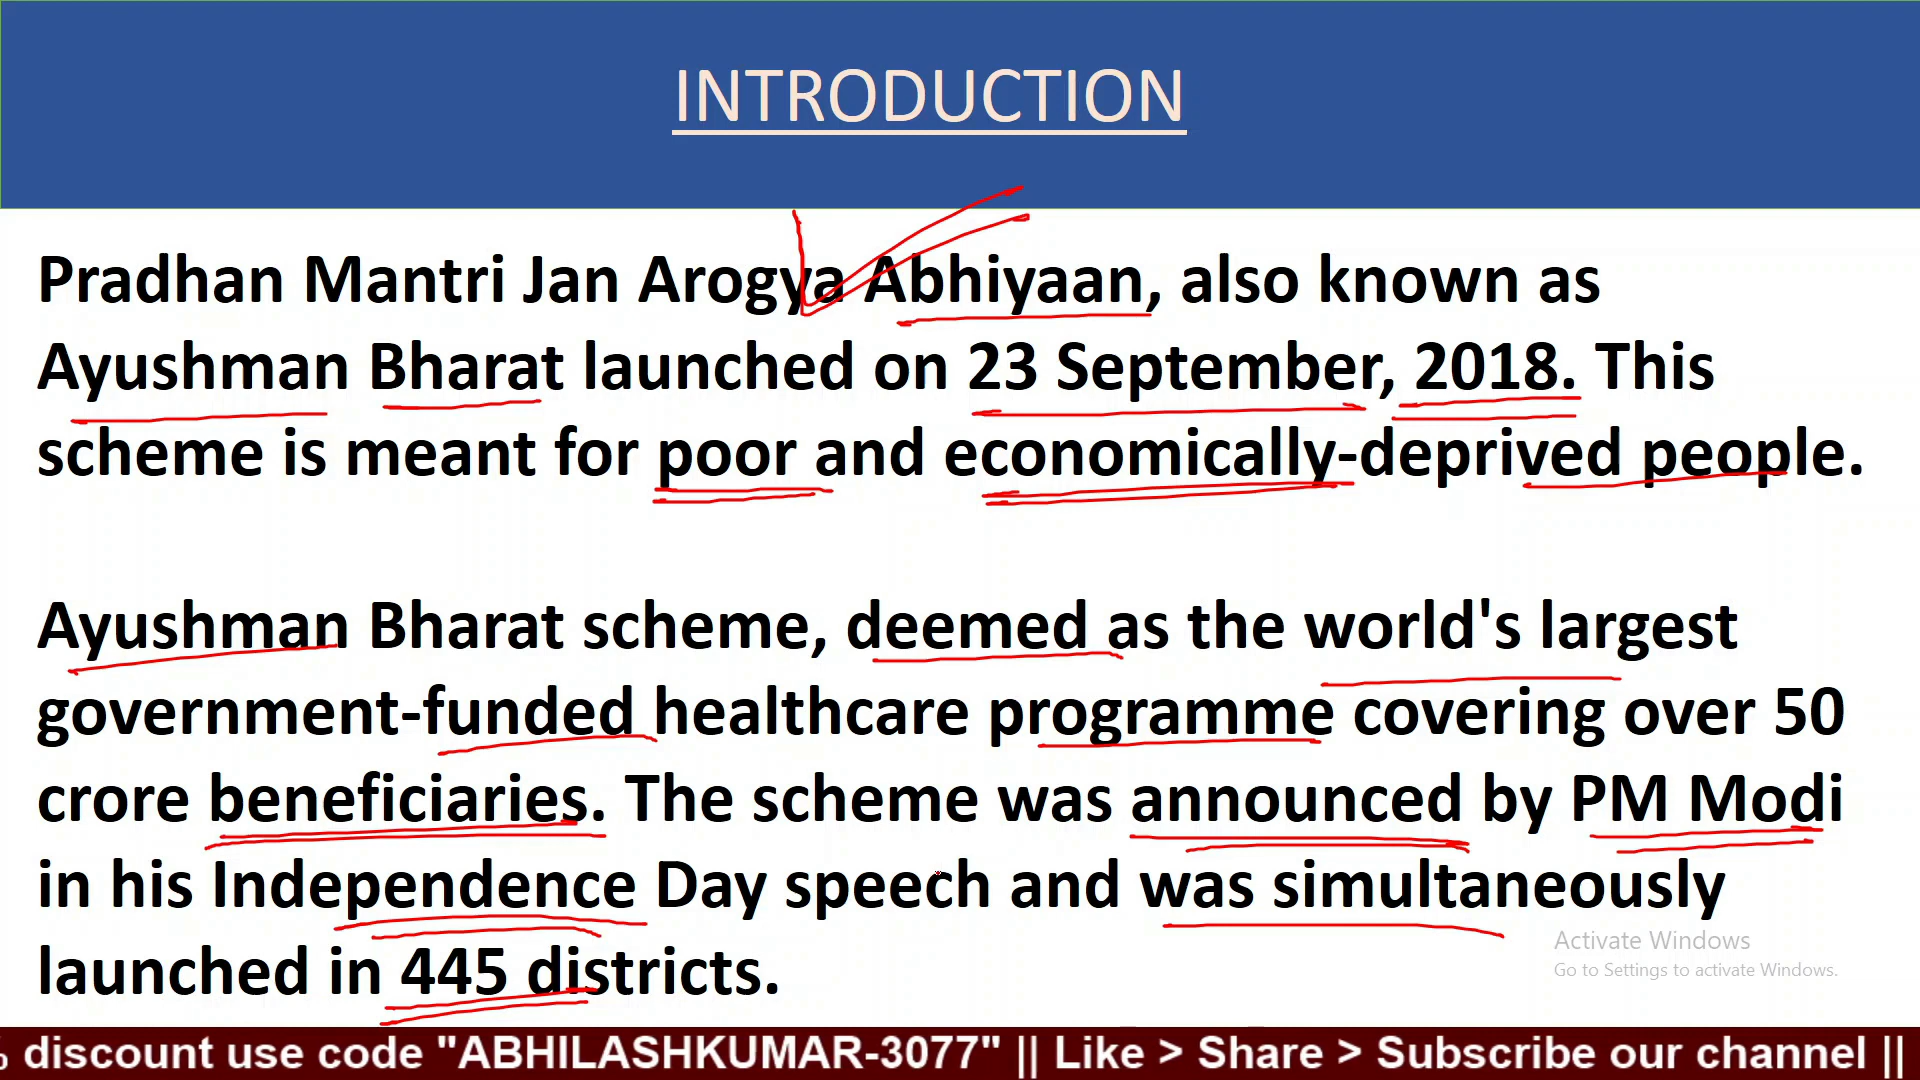 INTRODUCTION
Pradhan Mantri Jan Arogya Abhiyaan, also known as
Ayushman Bharat launched on 23 September, 2018. This
scheme is meant for poor and economically-deprived people.
Ayushman Bharat scheme, deemed as the world's largest
government-funded healthcare programme covering over 50
crore beneficiaries. The scheme was announced by PM Modi
in his Independence Day speech and was simultaneously
launched in 445 districts.
Activate Windows
Go to Settings to activate Windows.
% discount use code "ABHILASHKUMAR-3077" || Like > Share > Subscribe our channel ||